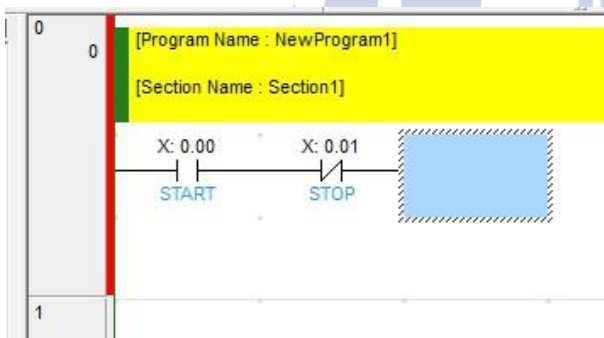 0
0
[Program Name : NewProgram1]
[Section Name : Section1]
X: 0.00 X: 0.01
START STOP
1